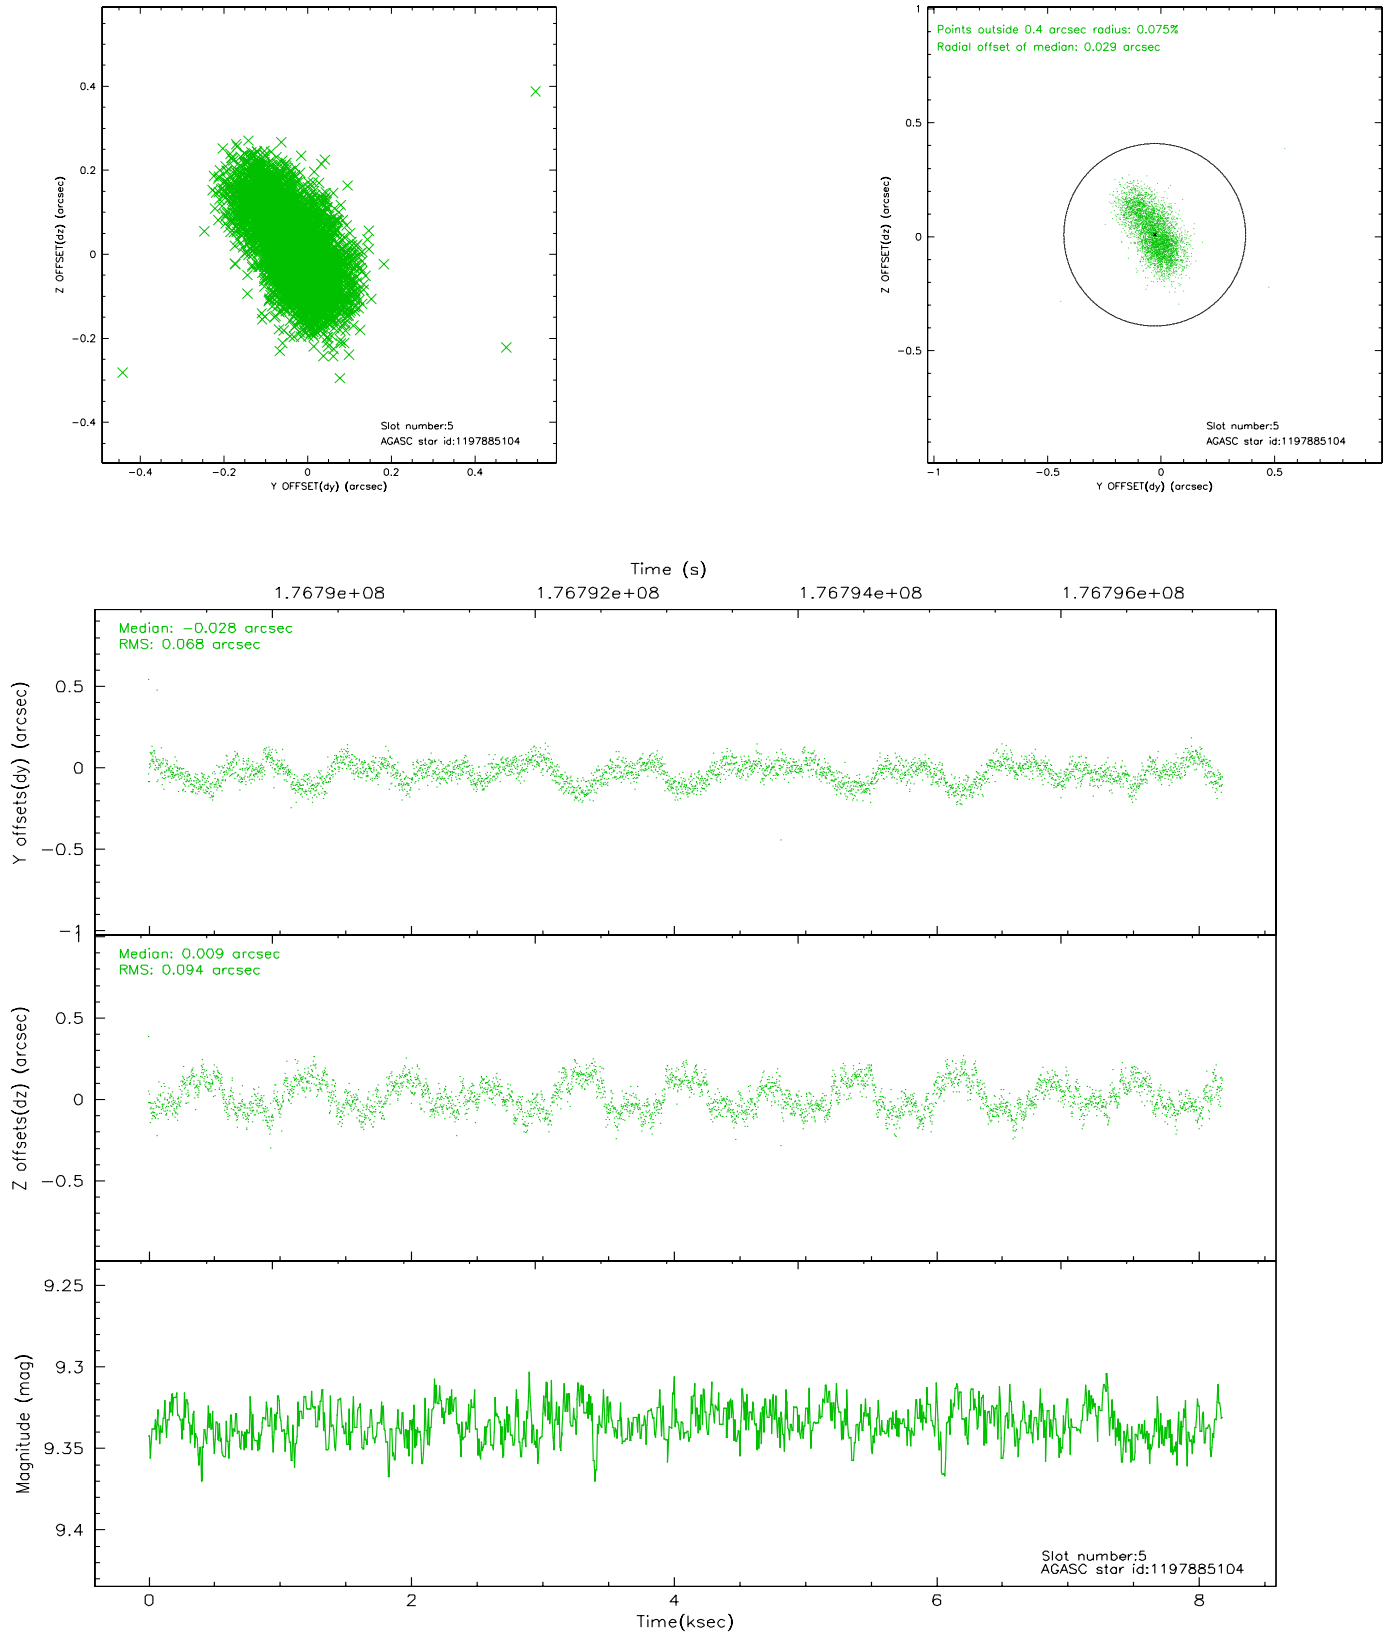 0.4
0.2
0
-0.2
-0.4
Z OFFSET(dz) (arcsec)
Slot number:5
AGASC star id:1197885104
-0.4 -0.2 0 0.2 0.4
Y OFFSET(dy) (arcsec)
Points outside 0.4 arcsec radius: 0.075%
Radial offset of median: 0.029 arcsec
1
0.5
0
-0.5
Z OFFSET(dz) (arcsec)
Slot number:5
AGASC star id:1197885104
-1 -0.5 0 0.5
Y OFFSET(dy) (arcsec)
Time (s)
1.7679e+08 1.76792e+08 1.76794e+08 1.76796e+08
Median: -0.028 arcsec
RMS: 0.068 arcsec
0.5
0
-0.5
-1
Y offsets(dy) (arcsec)
1
Median: 0.009 arcsec
RMS: 0.094 arcsec
0.5
0
-0.5
Z offsets(dz) (arcsec)
9.25
9.3
9.35
9.4
Magnitude (mag)
Slot number:5
AGASC star id:1197885104
0 2 4 6 8
Time(ksec)